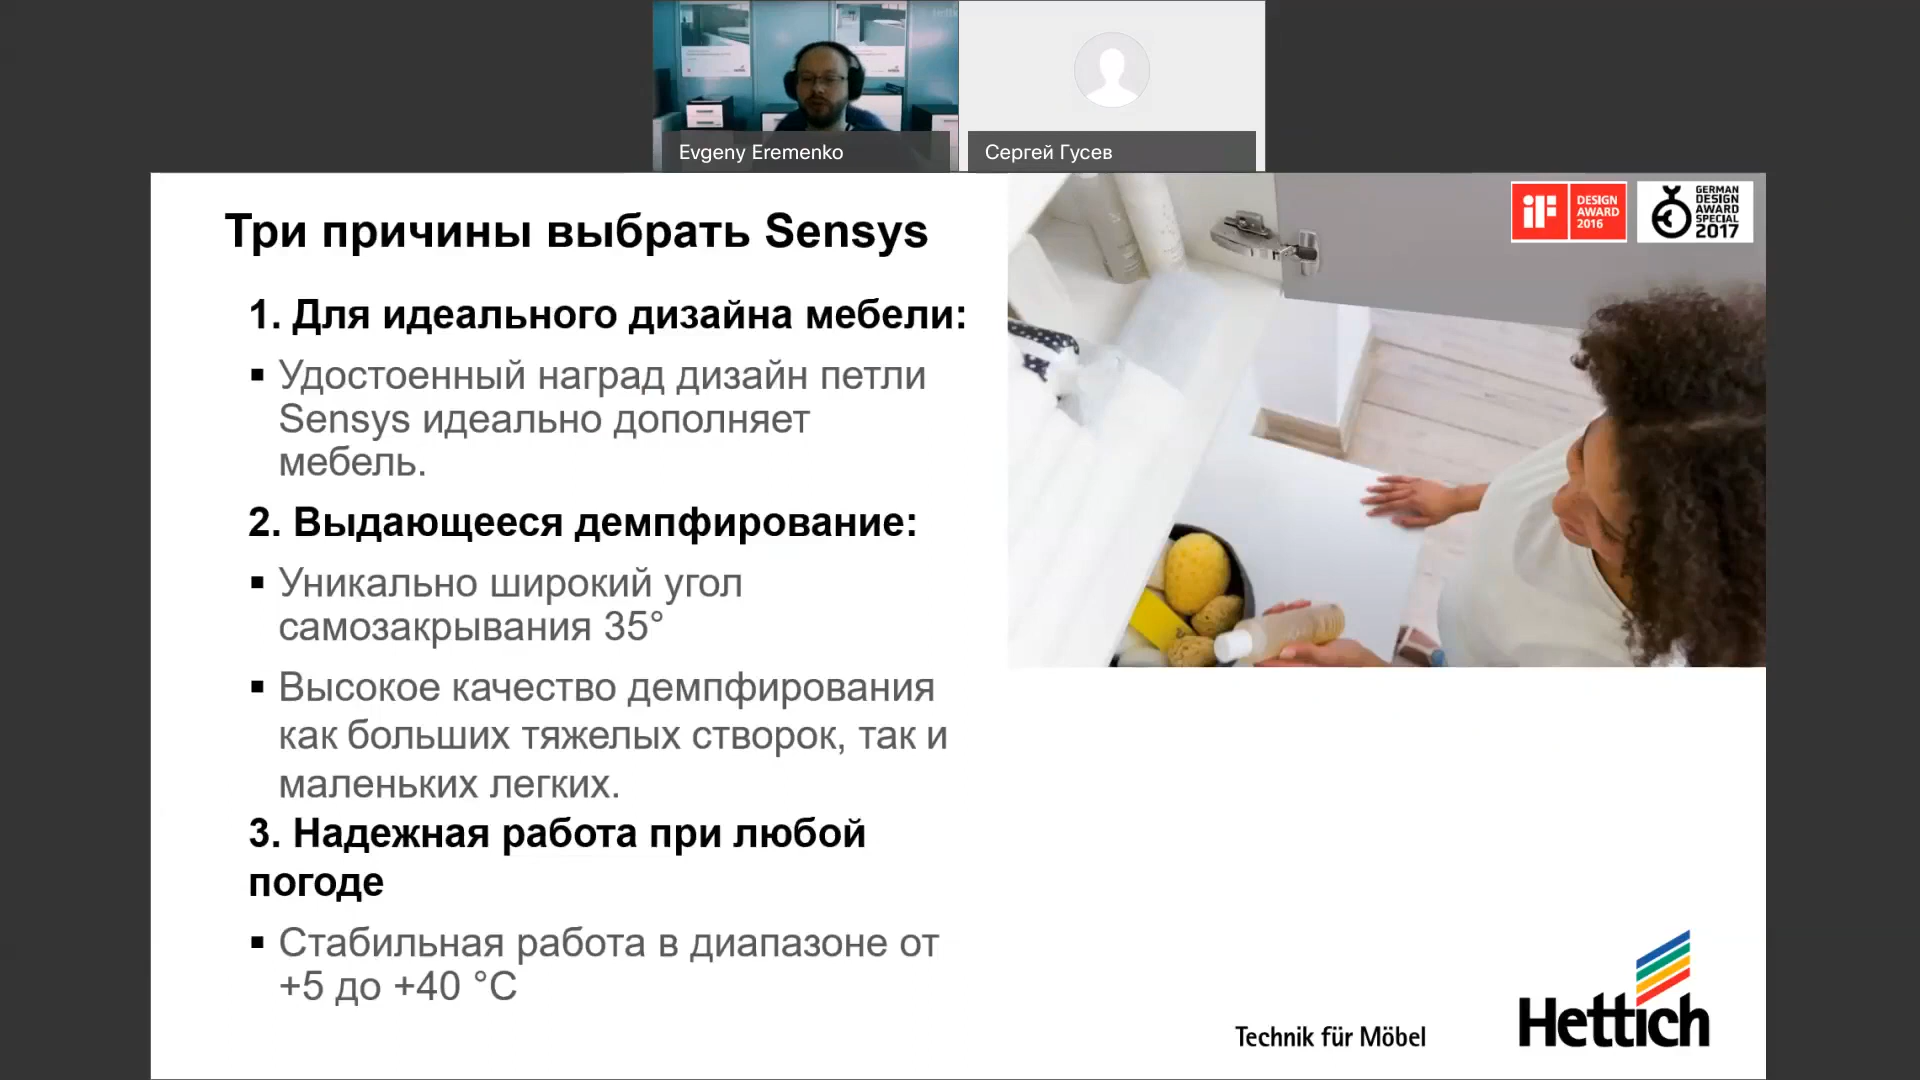 Evgeny Eremenko
Сергей Гусев
Три причины выбрать Sensys
1. Для идеального дизайна мебели:
▪ Удостоенный наград дизайн петли
Sensys идеально дополняет
мебель.
2. Выдающееся демпфирование:
▪ Уникально широкий угол
самозакрывания 35°
▪ Высокое качество демпфирования
как больших тяжелых створок, так и
маленьких легких.
3. Надежная работа при любой
погоде
▪ Стабильная работа в диапазоне от
+5 до +40 °C
iF
DESIGN
AWARD
2016
GERMAN
DESIGN
AWARD
SPECIAL
2017
Technik für Möbel
Hettich